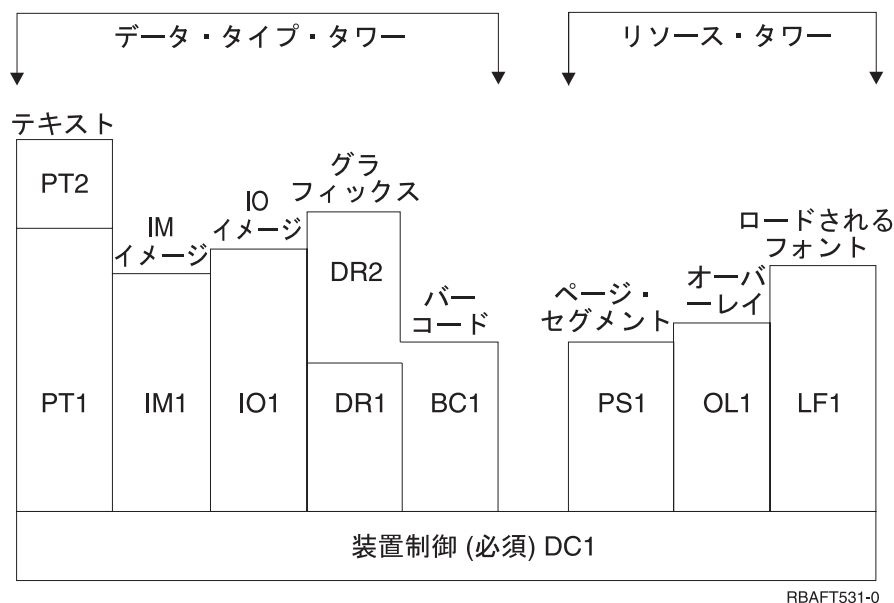 データ・タイプ・タワー
リソース・タワー
テキスト
PT2
PT1
IM
イメージ
IM1
IO
イメージ
IO1
グラ
フィックス
DR2
DR1
バー
コード
BC1
ページ・
セグメント
PS1
オーバ
ーレイ
OL1
ロードされる
フォント
LF1
装置制御 (必須) DC1
RBAFT531-0